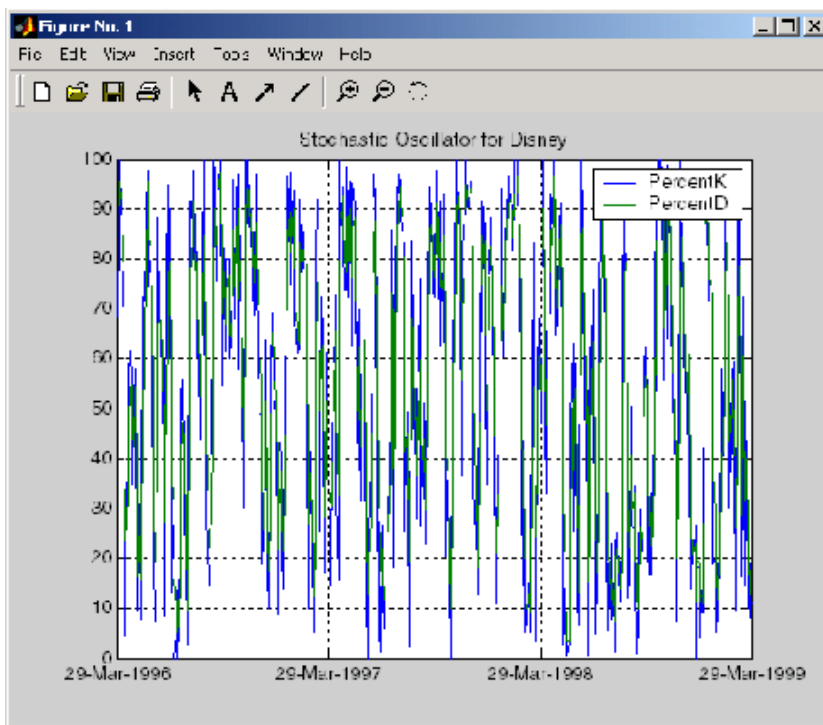 Figure No. 1
File Edit View Insert Tools Window Help
A
Stochastic Oscillator for Disney
100
90
80
70
60
50
40
30
20
10
0
PercentK
PercentD
29-Mar-1996 29-Mar-1997 29-Mar-1998 29-Mar-1999